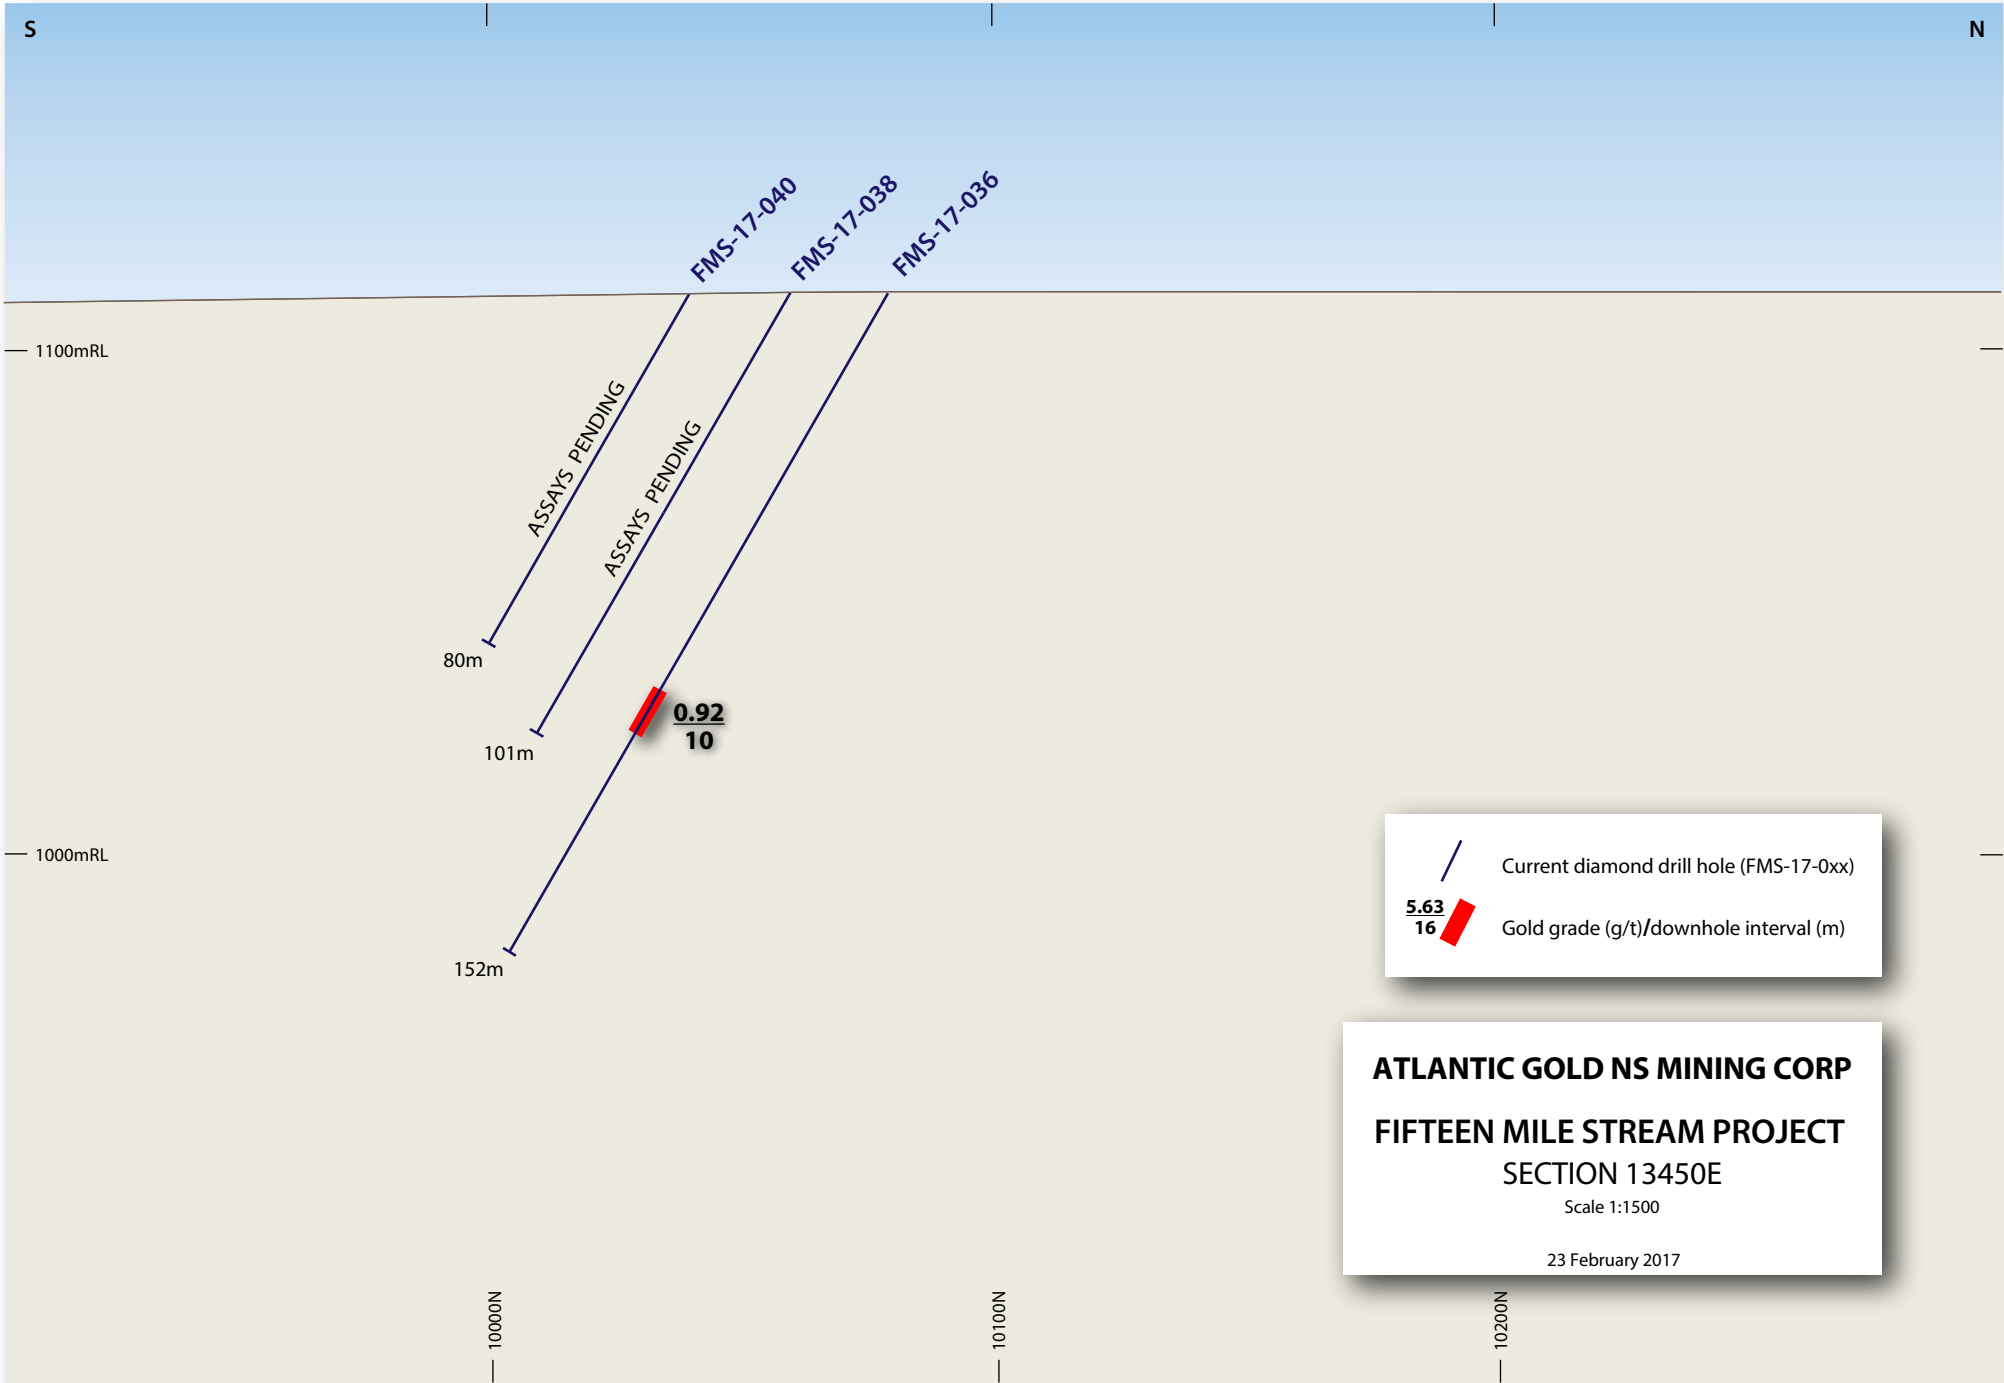 S
N
FMS-17-040
FMS-17-038
FMS-17-036
1100mRL
ASSAYS PENDING
ASSAYS PENDING
80m
0.92
10
101m
1000mRL
152m
Current diamond drill hole (FMS-17-0xx)
5.63
16
Gold grade (g/t)/downhole interval (m)
ATLANTIC GOLD NS MINING CORP
FIFTEEN MILE STREAM PROJECT
SECTION 13450E
Scale 1:1500
23 February 2017
10000N
10100N
10200N